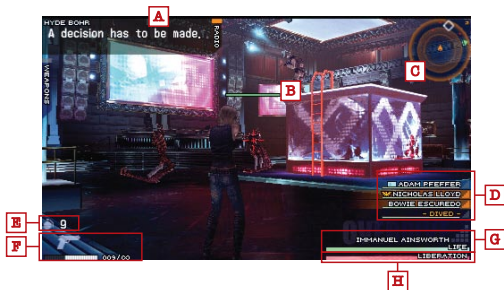 A
HYDE BOHR
A decision has to be made.
RADIO
WEAPONS
B
C
ADAM PFEFFER
NICHOLAS LLOYD
BOWIE ESCUREDO
- DIVED -
D
E
9
F
009/00
IMMANUEL AINSWORTH
LIFE
LIBERATION
G
H